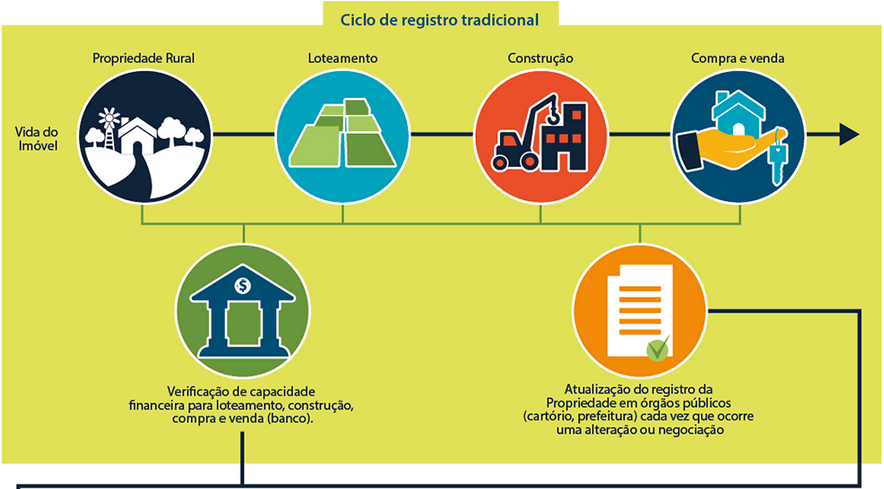 Ciclo de registro tradicional
Propriedade Rural
Loteamento
Construção
Compra e venda
Vida do
Imóvel
$
Verificação de capacidade
financeira para loteamento, construção,
compra e venda (banco).
Atualização do registro da
Propriedade em órgãos públicos
(cartório, prefeitura) cada vez que ocorre
uma alteração ou negociação